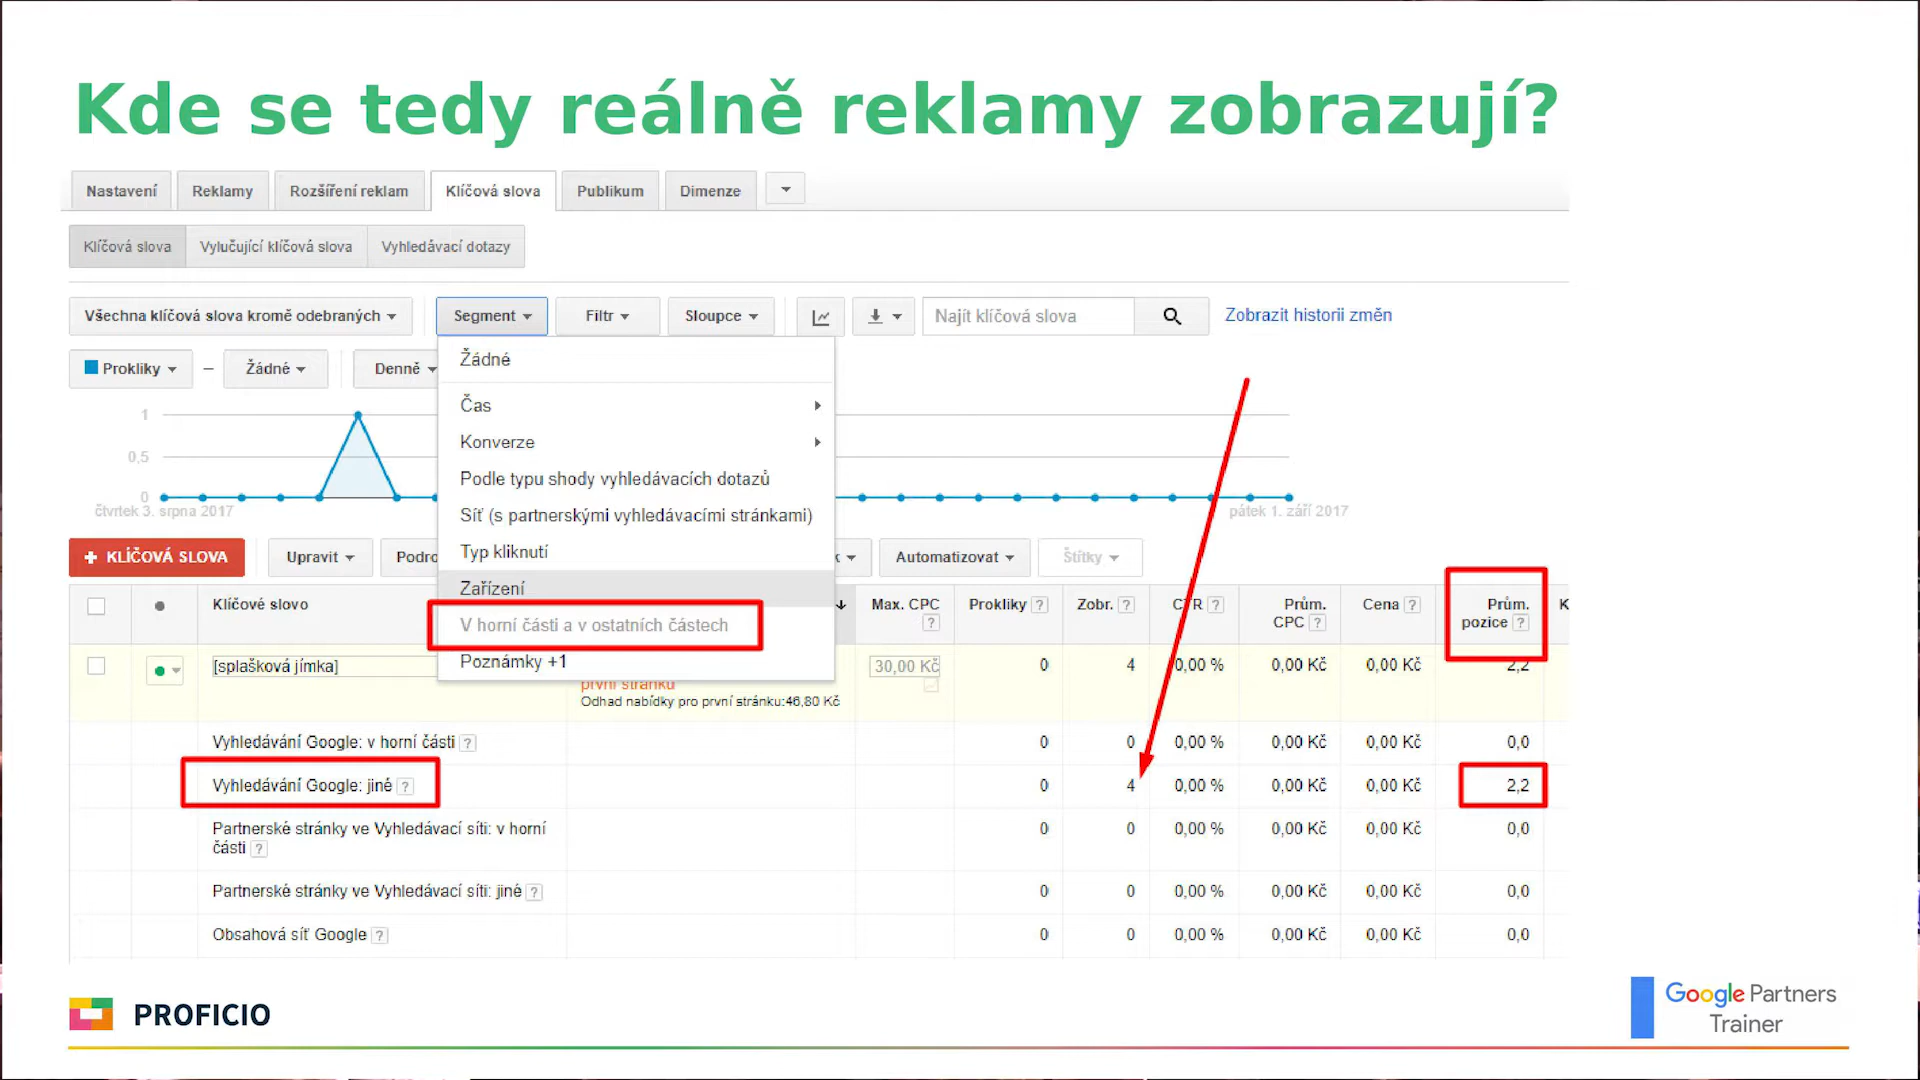 Kde se tedy reálně reklamy zobrazují?
Nastavení Reklamy Rozšíření reklam Klíčová slova Publikum Dimenze
Klíčová slova Vylučující klíčová slova Vyhledávací dotazy
Všechna klíčová slova kromě odebraných Segment Filtr Sloupce Najít klíčová slova Zobrazit historii změn
Prokliky – Žádné Denně
Žádné
Čas
Konverze
Podle typu shody vyhledávacích dotazů
Síť (s partnerskými vyhledávacími stránkami)
Typ kliknutí
Zařízení
V horní části a v ostatních částech
Poznámky +1
1
0,5
0
čtvrtek 3. srpna 2017 pátek 1. září 2017
+ KLÍČOVÁ SLOVA Upravit Podro k Automatizovat Štítky
Klíčové slovo Max. CPC ? Prokliky ? Zobr. ? CTR ? Prům. CPC ? Cena ? Prům. pozice ? K
[splašková jímka] 30,00 Kč 0 4 0,00 % 0,00 Kč 0,00 Kč 2,2
první stránku
Odhad nabídky pro první stránku:46,80 Kč
Vyhledávání Google: v horní části ? 0 0 0,00 % 0,00 Kč 0,00 Kč 0,0
Vyhledávání Google: jiné ? 0 4 0,00 % 0,00 Kč 0,00 Kč 2,2
Partnerské stránky ve Vyhledávací síti: v horní 0 0 0,00 % 0,00 Kč 0,00 Kč 0,0
části ?
Partnerské stránky ve Vyhledávací síti: jiné ? 0 0 0,00 % 0,00 Kč 0,00 Kč 0,0
Obsahová síť Google ? 0 0 0,00 % 0,00 Kč 0,00 Kč 0,0
PROFICIO
Google Partners
Trainer